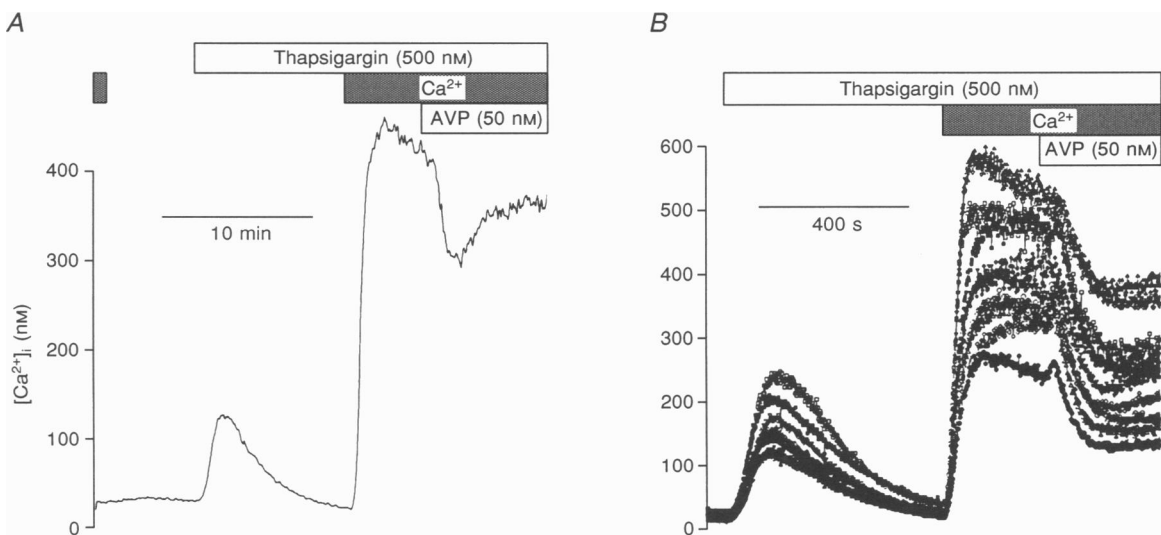 A
Thapsigargin (500 nM)
Ca²⁺
AVP (50 nM)
400
300
200
100
0
[Ca²⁺]ᵢ (nM)
10 min
B
Thapsigargin (500 nM)
Ca²⁺
AVP (50 nM)
600
500
400
300
200
100
0
400 s